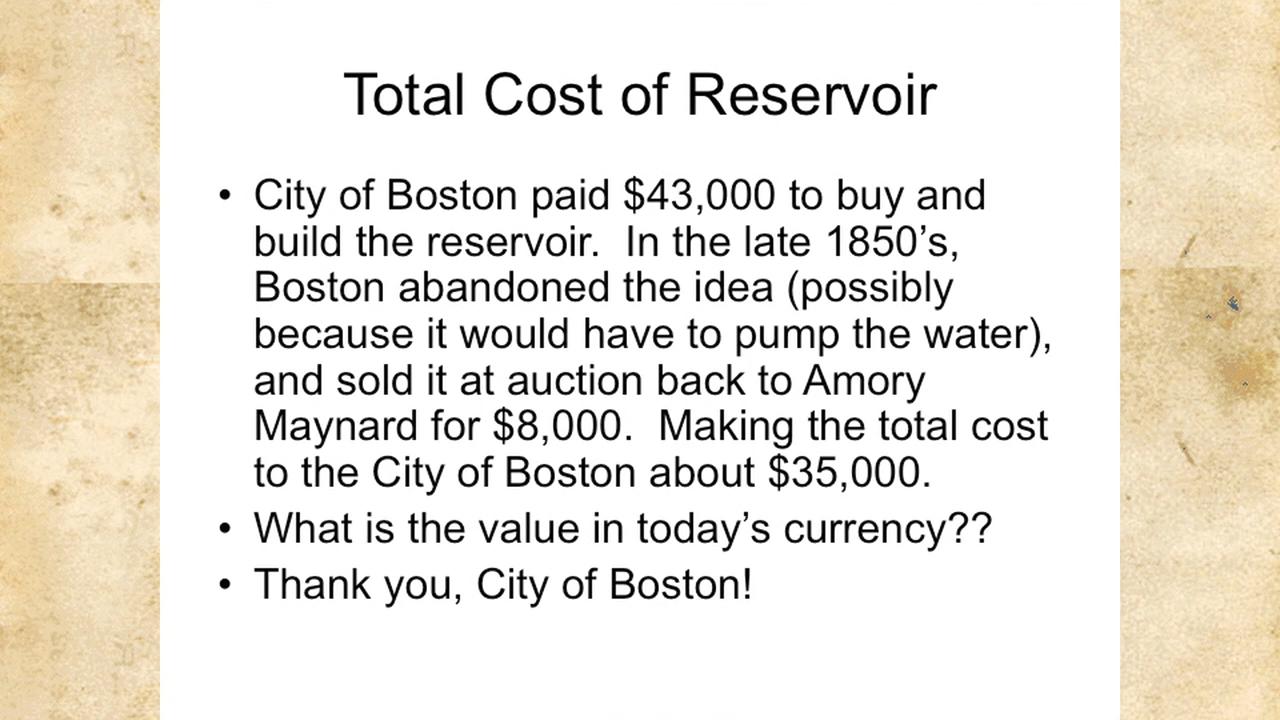 Total Cost of Reservoir
• City of Boston paid $43,000 to buy and
build the reservoir.  In the late 1850’s,
Boston abandoned the idea (possibly
because it would have to pump the water),
and sold it at auction back to Amory
Maynard for $8,000.  Making the total cost
to the City of Boston about $35,000.
• What is the value in today’s currency??
• Thank you, City of Boston!